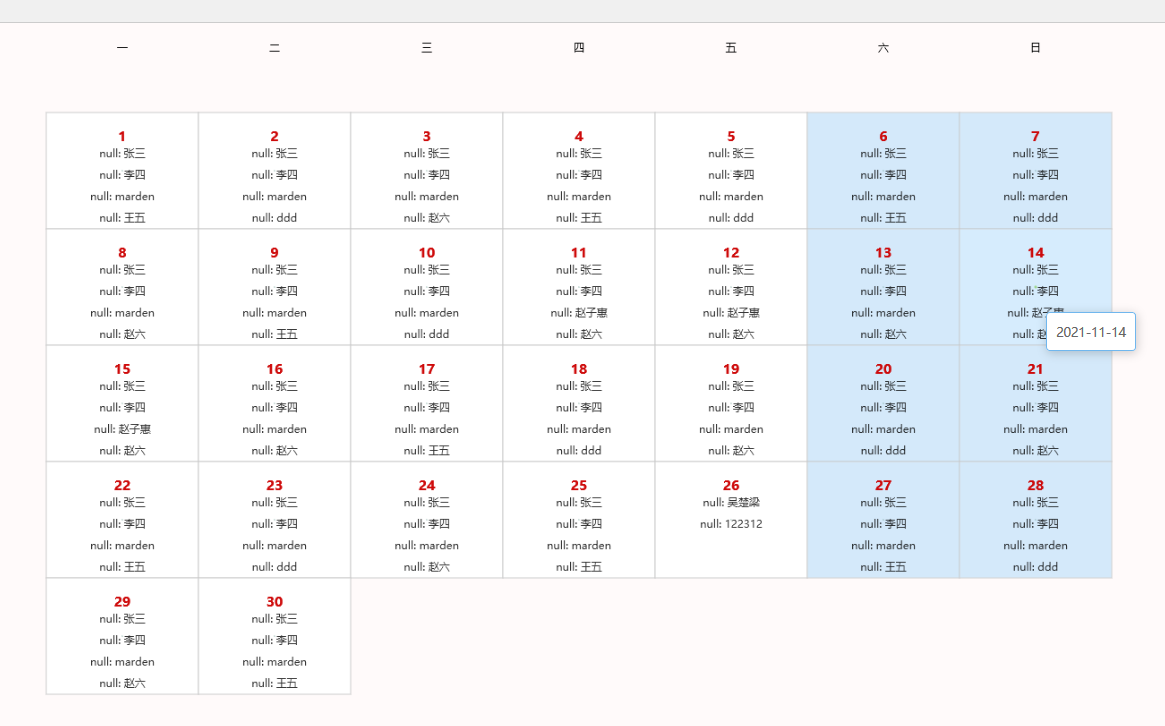 一 二 三 四 五 六 日
1 2 3 4 5 6 7
null: 张三 null: 张三 null: 张三 null: 张三 null: 张三 null: 张三 null: 张三
null: 李四 null: 李四 null: 李四 null: 李四 null: 李四 null: 李四 null: 李四
null: marden null: marden null: marden null: marden null: marden null: marden null: marden
null: 王五 null: ddd null: 赵六 null: 王五 null: ddd null: 王五 null: ddd
8 9 10 11 12 13 14
null: 张三 null: 张三 null: 张三 null: 张三 null: 张三 null: 张三 null: 张三
null: 李四 null: 李四 null: 李四 null: 李四 null: 李四 null: 李四 null: 李四
null: marden null: marden null: marden null: 赵子惠 null: 赵子惠 null: marden null: 赵子惠
null: 赵六 null: 王五 null: ddd null: 赵六 null: 赵六 null: 赵六 null:
2021-11-14
15 16 17 18 19 20 21
null: 张三 null: 张三 null: 张三 null: 张三 null: 张三 null: 张三 null: 张三
null: 李四 null: 李四 null: 李四 null: 李四 null: 李四 null: 李四 null: 李四
null: 赵子惠 null: marden null: marden null: marden null: marden null: marden null: marden
null: 赵六 null: 赵六 null: 王五 null: ddd null: 赵六 null: ddd null: 赵六
22 23 24 25 26 27 28
null: 张三 null: 张三 null: 张三 null: 张三 null: 吴楚梁 null: 张三 null: 张三
null: 李四 null: 李四 null: 李四 null: 李四 null: 122312 null: 李四 null: 李四
null: marden null: marden null: marden null: marden null: marden null: marden
null: 王五 null: ddd null: 赵六 null: 王五 null: 王五 null: ddd
29 30
null: 张三 null: 张三
null: 李四 null: 李四
null: marden null: marden
null: 赵六 null: 王五